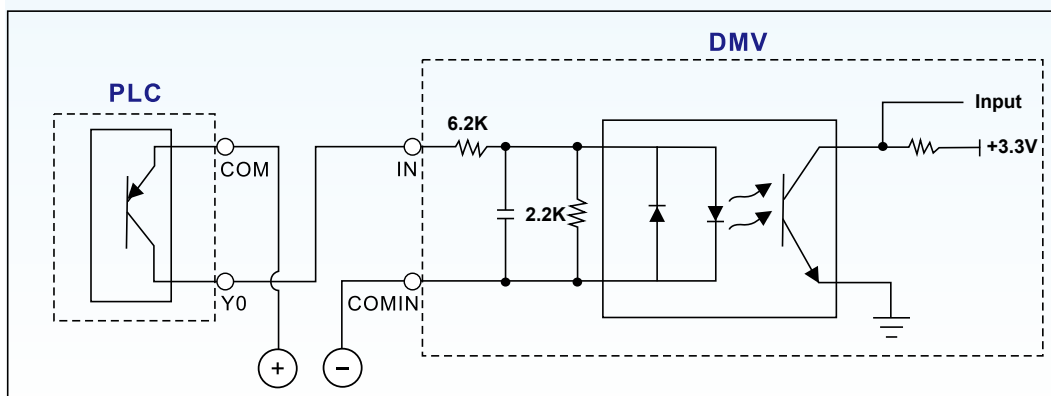 DMV
PLC
Input
6.2K
+3.3V
COM
IN
2.2K
Y0
COMIN
+
−